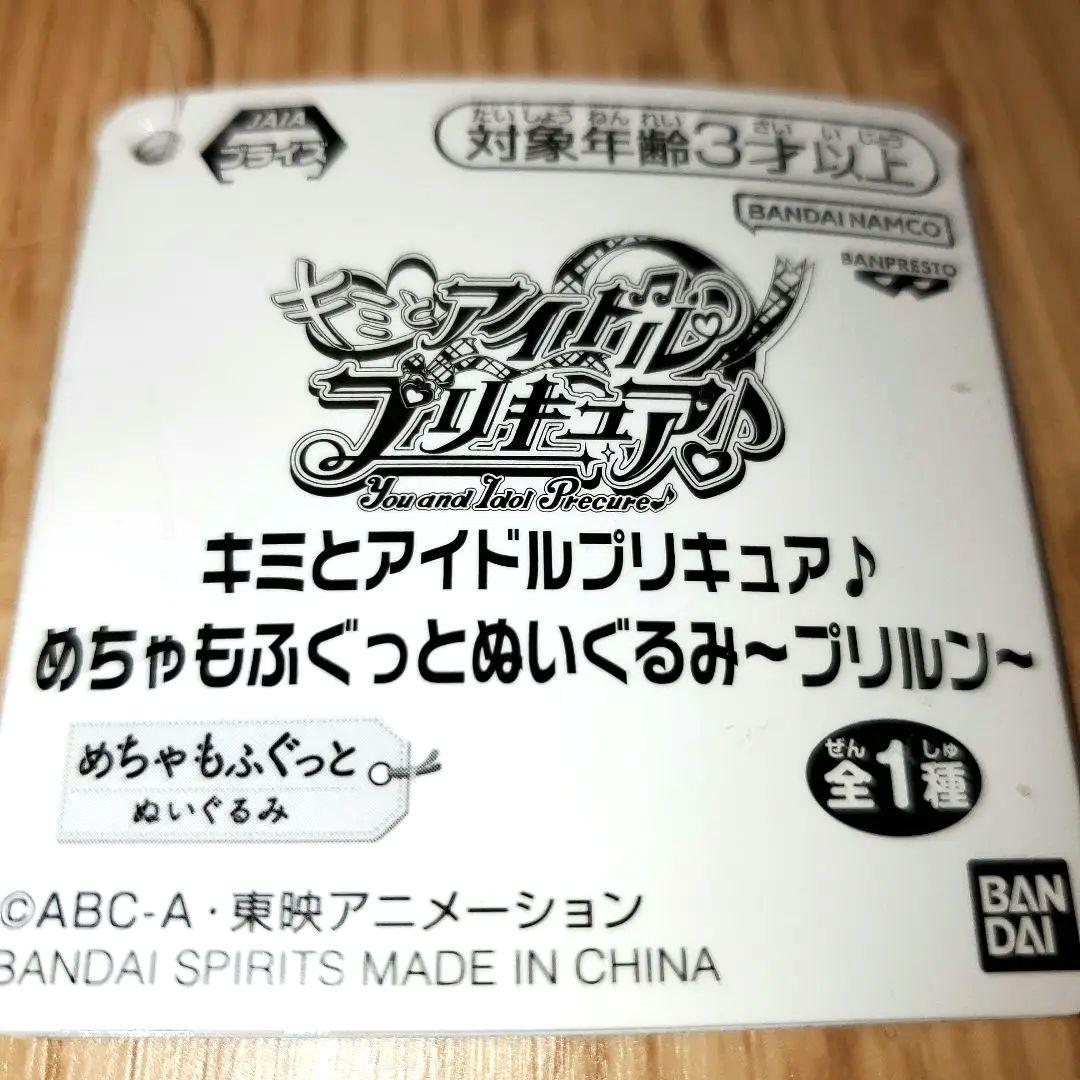 JAIA
プライズ
たいしょうねんれい さいいじょう
対象年齢3才以上
BANDAI NAMCO
BANPRESTO
キミとアイドル
プリキュア♪
You and Idol Precure♪
キミとアイドルプリキュア♪
めちゃもふぐっとぬいぐるみ～プリルン～
めちゃもふぐっと
ぬいぐるみ
ぜん しゅ
全1種
©ABC-A・東映アニメーション
BANDAI SPIRITS MADE IN CHINA
BAN
DAI